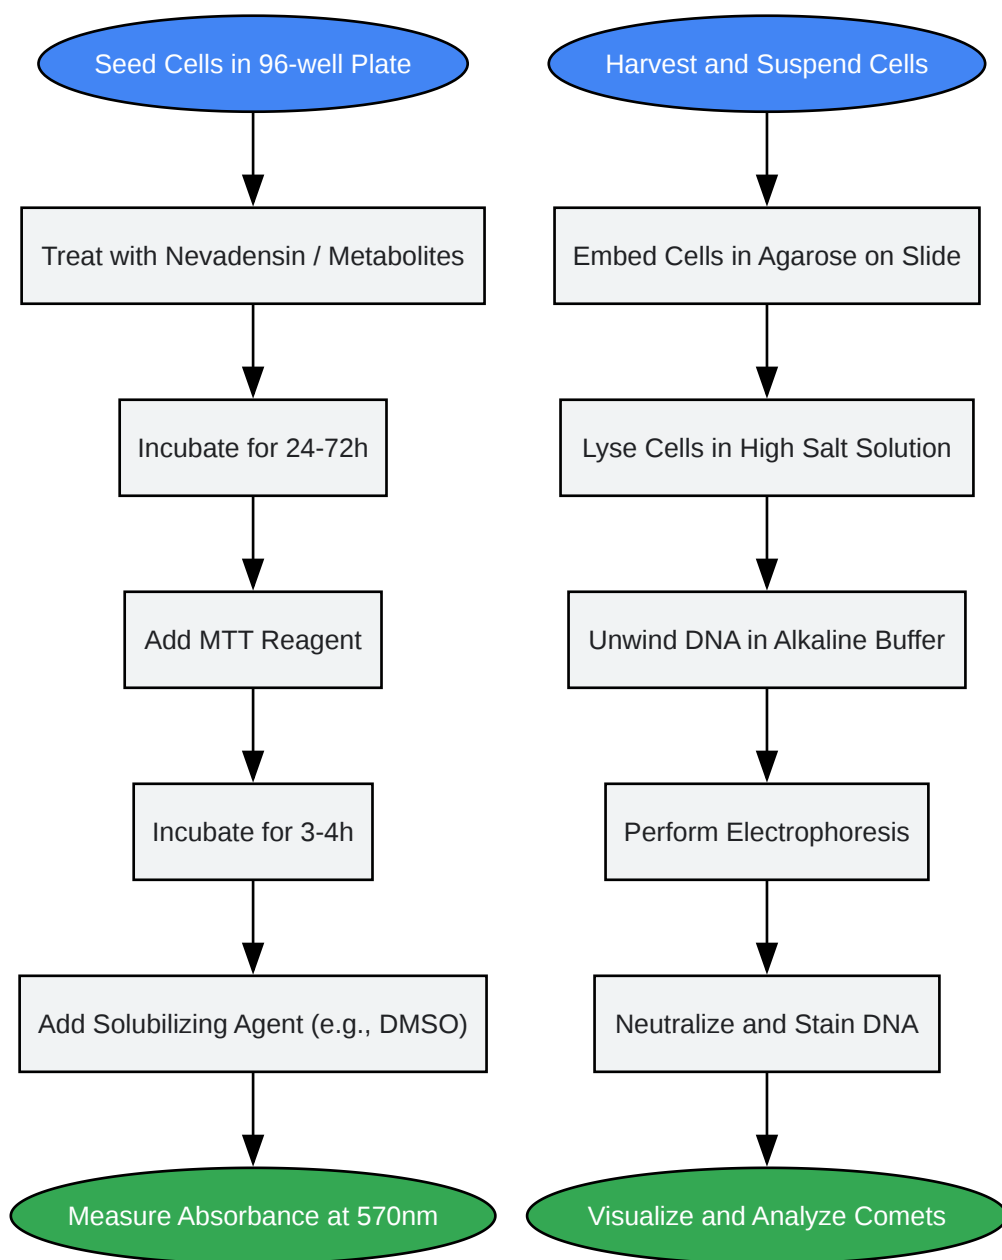 Seed Cells in 96-well Plate
Treat with Nevadensin / Metabolites
Incubate for 24-72h
Add MTT Reagent
Incubate for 3-4h
Add Solubilizing Agent (e.g., DMSO)
Measure Absorbance at 570nm
Harvest and Suspend Cells
Embed Cells in Agarose on Slide
Lyse Cells in High Salt Solution
Unwind DNA in Alkaline Buffer
Perform Electrophoresis
Neutralize and Stain DNA
Visualize and Analyze Comets